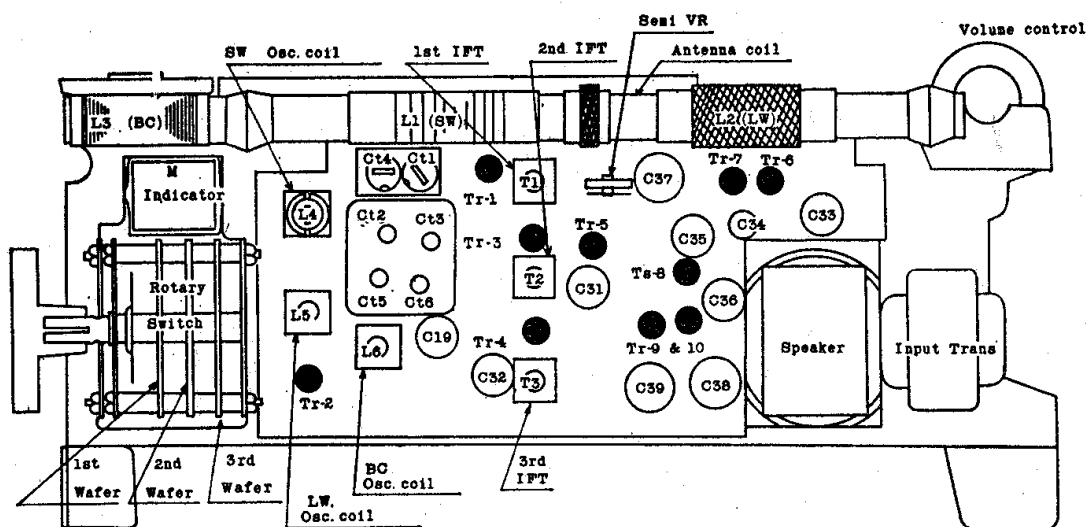 Semi VR
Volume control
SW Osc. coil
1st IFT
2nd IFT
Antenna coil
L3 (BC)
L1 (SW)
L2((LW)
M
Indicator
Ct4 Ct1
Tr-1
T1
C37
Tr-7 Tr-6
L4
Ct2
Ct3
Tr-3
Tr-5
C35
C34
C33
Rotary
Switch
Ct5
Ct6
T2
C31
Ts-8
C36
L5
L6
C19
Tr-4
Tr-9 & 10
Speaker
Input Trans
Tr-2
C32
T3
C39
C38
1st
Wafer
2nd
Wafer
3rd
Wafer
LW.
Osc. coil
BC
Osc. coil
3rd
IFT